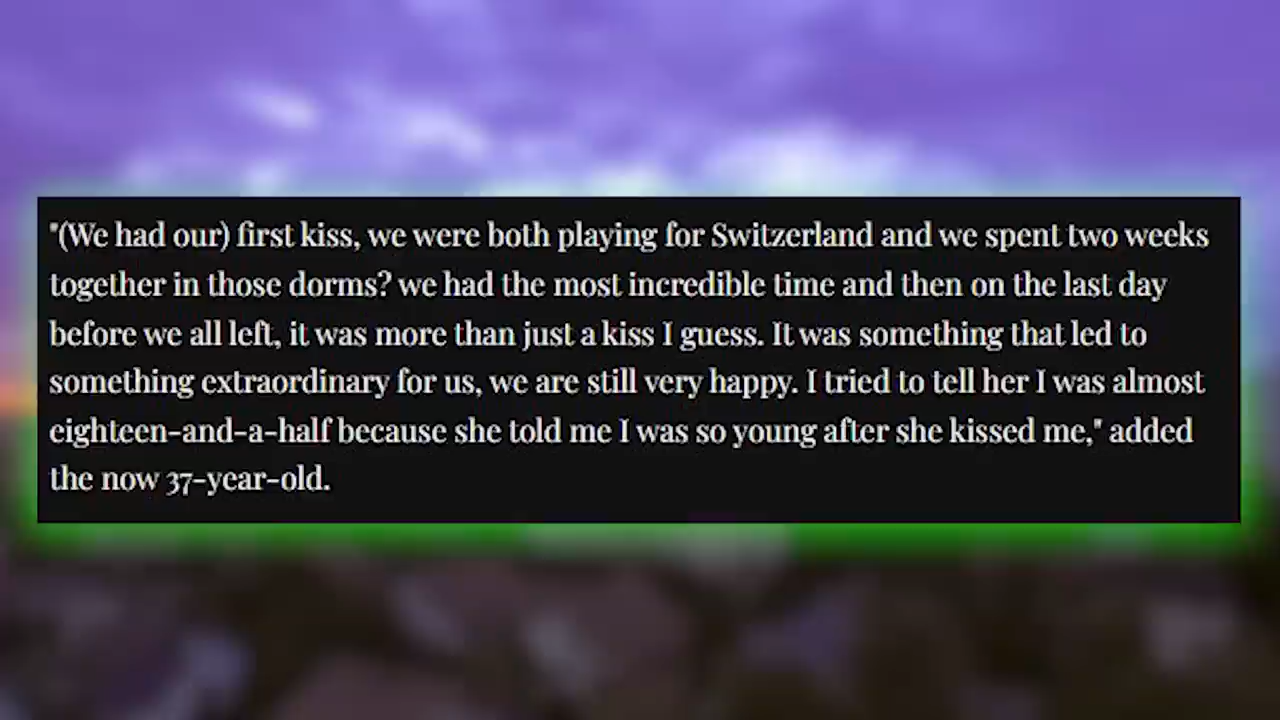 "(We had our) first kiss, we were both playing for Switzerland and we spent two weeks
together in those dorms? we had the most incredible time and then on the last day
before we all left, it was more than just a kiss I guess. It was something that led to
something extraordinary for us, we are still very happy. I tried to tell her I was almost
eighteen-and-a-half because she told me I was so young after she kissed me," added
the now 37-year-old.